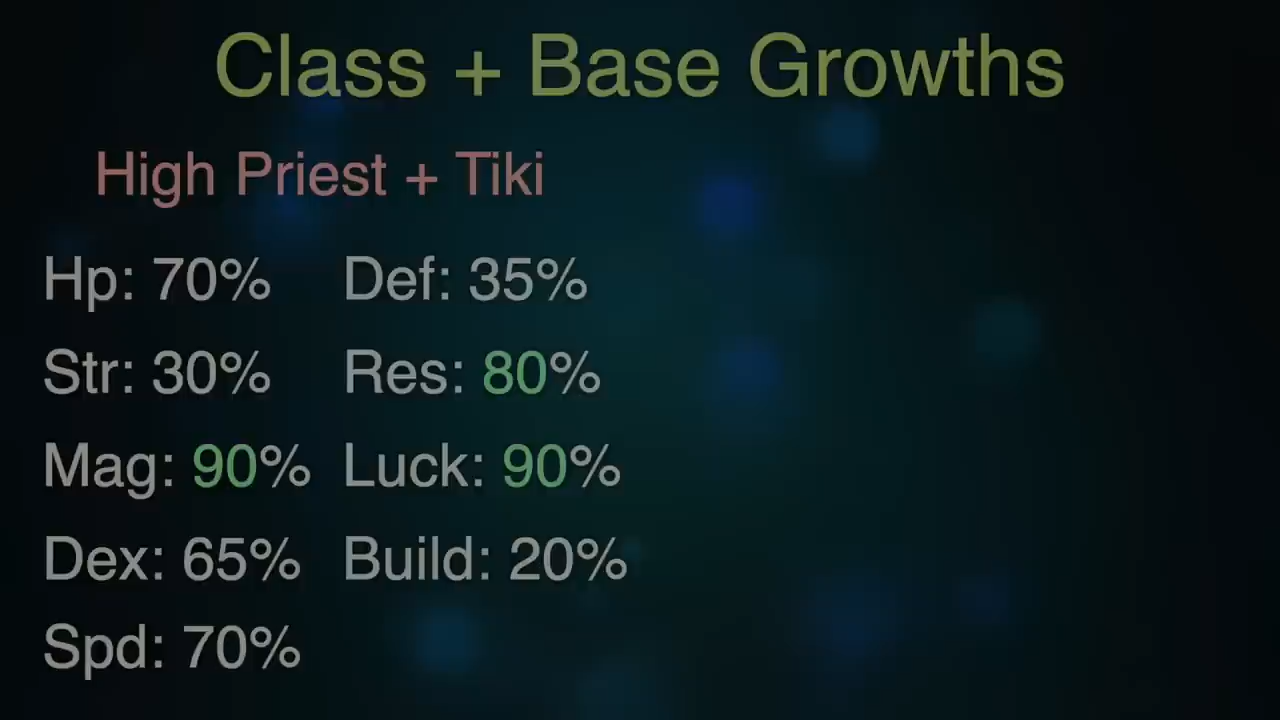 Class + Base Growths
High Priest + Tiki
Hp: 70% Def: 35%
Str: 30% Res: 80%
Mag: 90% Luck: 90%
Dex: 65% Build: 20%
Spd: 70%